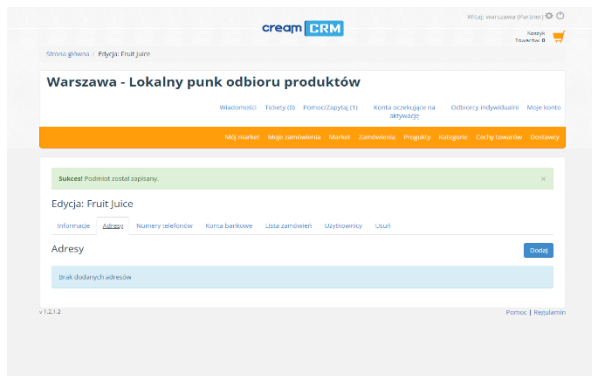 Witaj: warszawa (Partner)
cream CRM
Koszyk
Towarów: 0
Strona główna / Edycja: Fruit Juice
Warszawa - Lokalny punk odbioru produktów
Wiadomości Tickety (0) Pomoc/Zapytaj (1) Konta oczekujące na aktywację Odbiorcy indywidualni Moje konto
Mój market Moje zamówienia Market Zamówienia Produkty Kategorie Cechy towarów Dostawcy
Sukces! Podmiot został zapisany. ×
Edycja: Fruit Juice
Informacje Adresy Numery telefonów Konta bankowe Lista zamówień Użytkownicy Usuń
Adresy Dodaj
Brak dodanych adresów
v 1.2.1.2 Pomoc | Regulamin